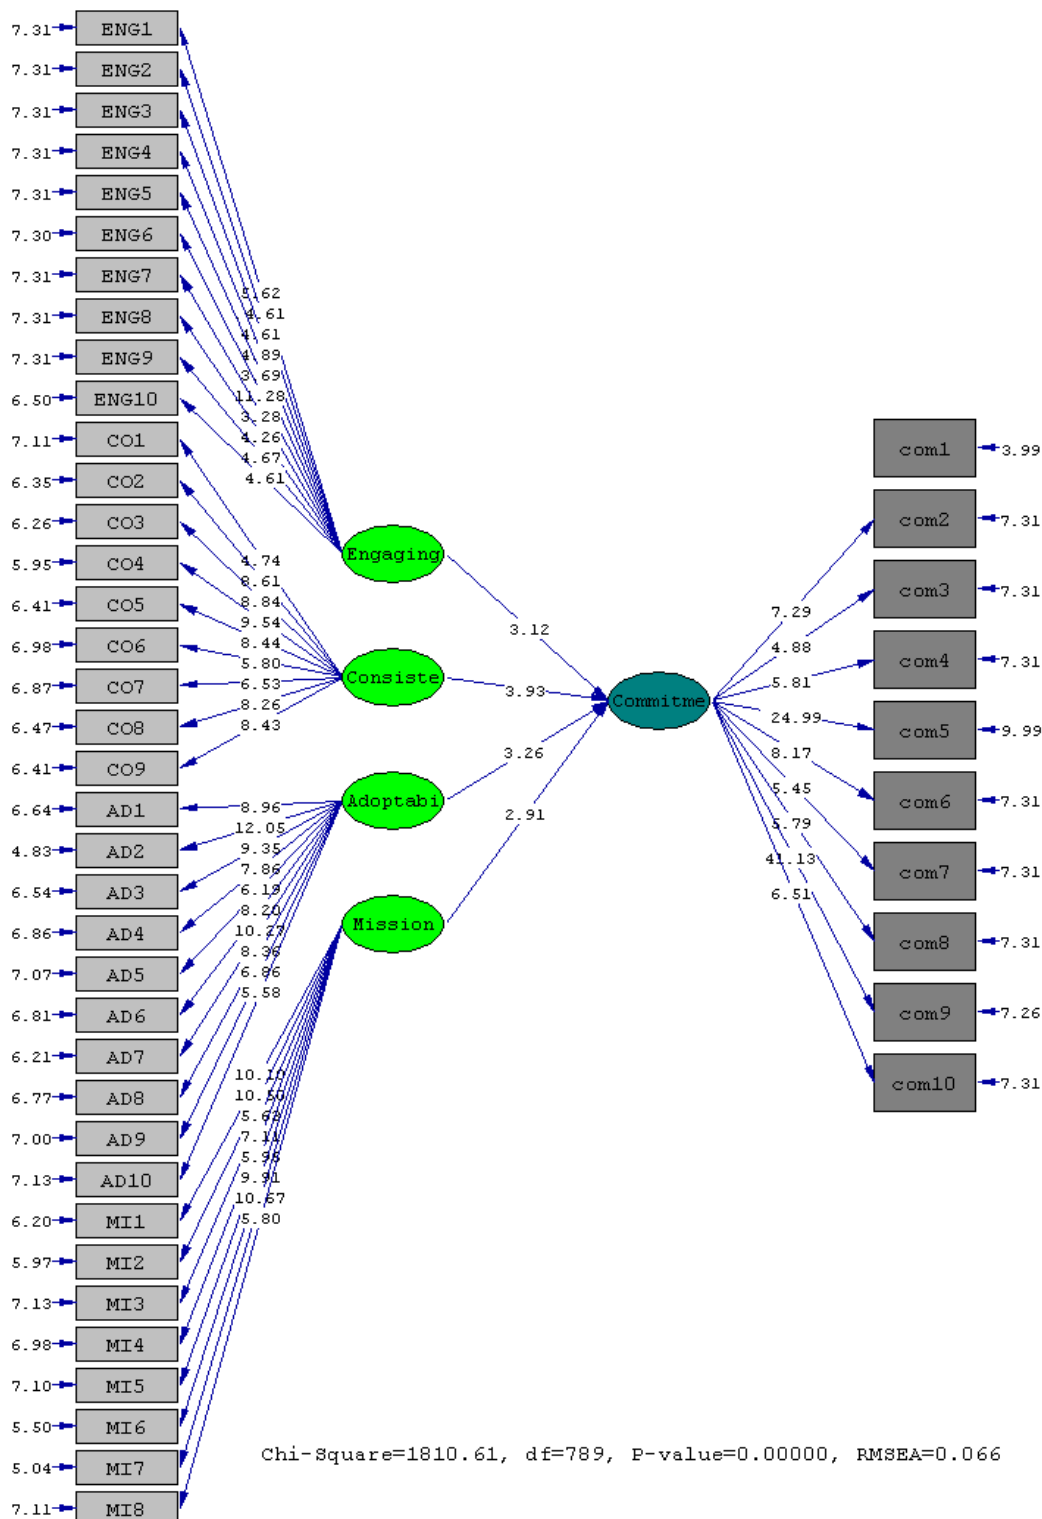 7.31 ENG1
7.31 ENG2
7.31 ENG3
7.31 ENG4
7.31 ENG5
7.30 ENG6
7.31 ENG7
7.31 ENG8
7.31 ENG9
6.50 ENG10
7.11 CO1
6.35 CO2
6.26 CO3
5.95 CO4
6.41 CO5
6.98 CO6
6.87 CO7
6.47 CO8
6.41 CO9
6.64 AD1
4.83 AD2
6.54 AD3
6.86 AD4
7.07 AD5
6.81 AD6
6.21 AD7
6.77 AD8
7.00 AD9
7.13 AD10
6.20 MI1
5.97 MI2
7.13 MI3
6.98 MI4
7.10 MI5
5.50 MI6
5.04 MI7
7.11 MI8
5.62
4.61
4.61
4.89
3.69
11.28
3.28
4.26
4.67
4.61
4.74
8.61
8.84
9.54
8.44
5.80
6.53
8.26
8.43
8.96
12.05
9.35
7.86
6.19
8.20
10.27
8.36
6.86
5.58
10.10
10.50
5.63
7.11
5.98
9.91
10.67
5.80
Engaging
Consiste
Adoptabi
Mission
3.12
3.93
3.26
2.91
Commitme
7.29
4.88
5.81
24.99
8.17
5.45
5.79
41.13
6.51
com1 3.99
com2 7.31
com3 7.31
com4 7.31
com5 9.99
com6 7.31
com7 7.31
com8 7.31
com9 7.26
com10 7.31
Chi-Square=1810.61, df=789, P-value=0.00000, RMSEA=0.066